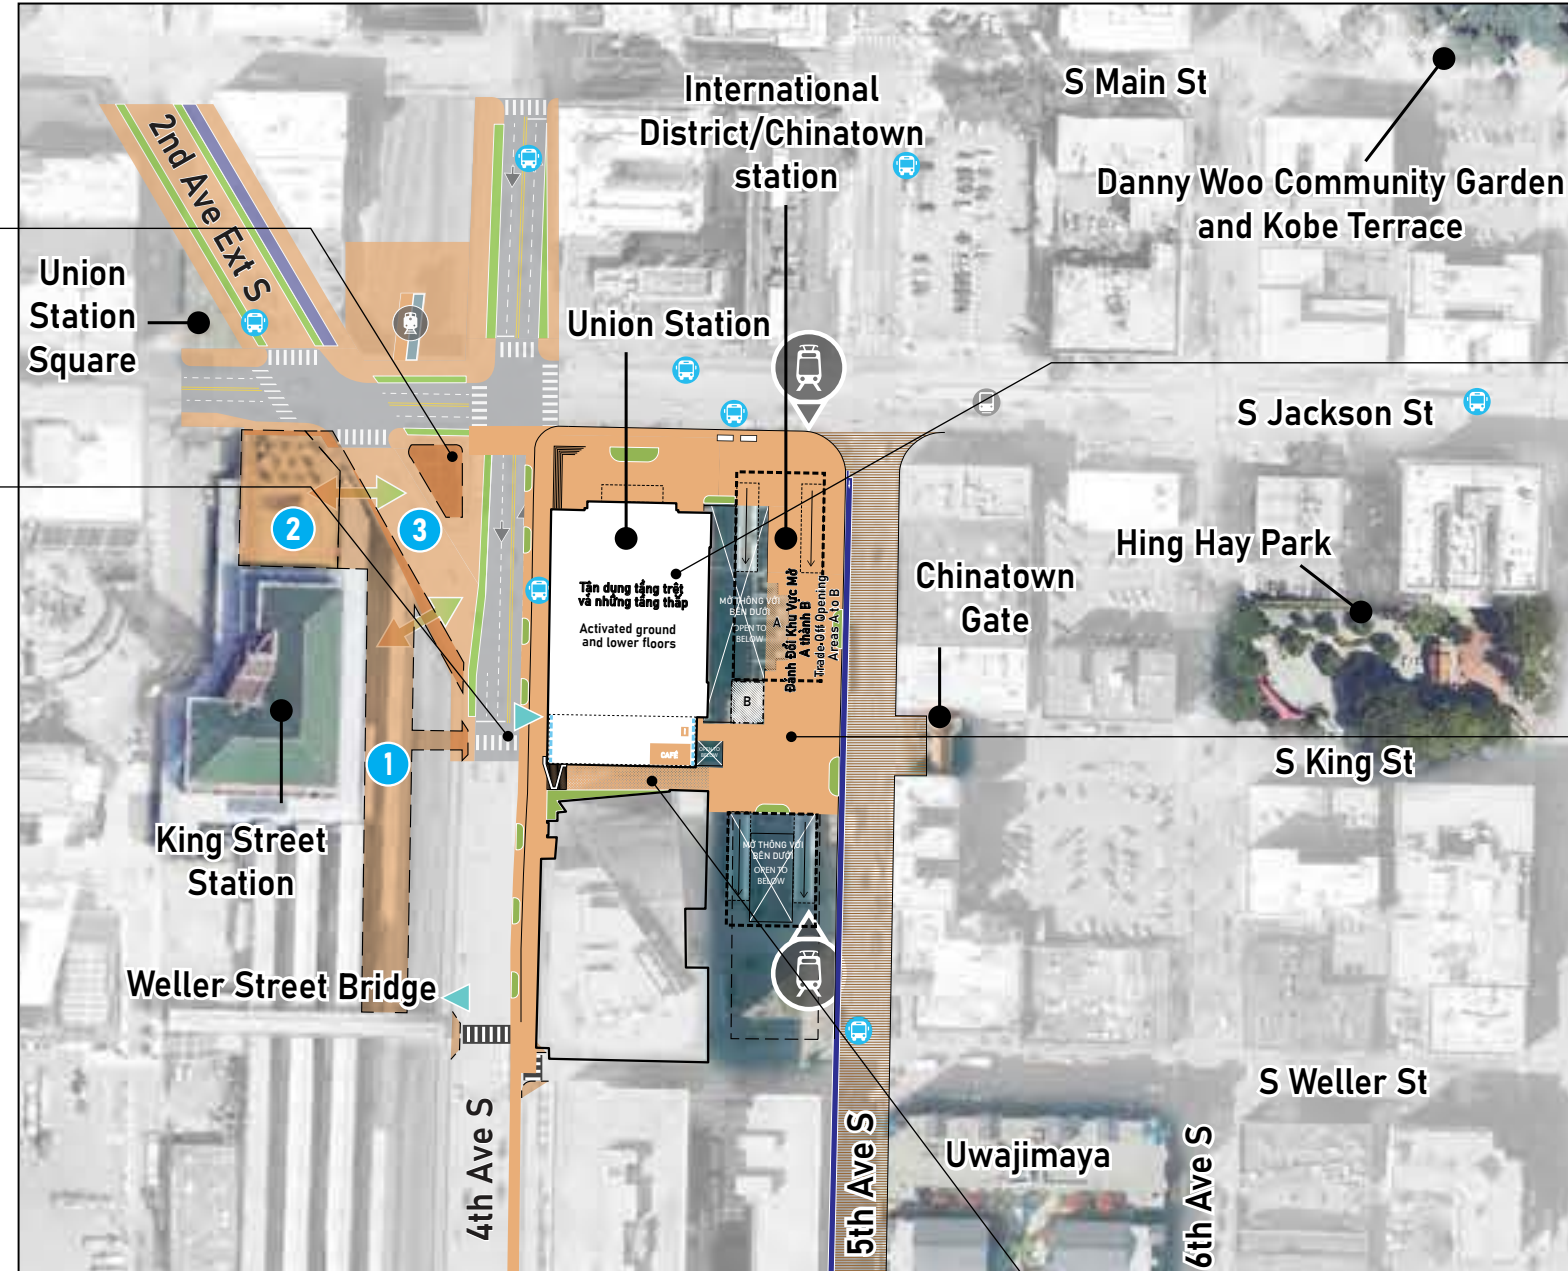 S Main St
International
District/Chinatown
station
Danny Woo Community Garden
and Kobe Terrace
2nd Ave Ext S
Union
Station
Square
Union Station
S Jackson St
2
3
Hing Hay Park
Chinatown
Gate
Tận dụng tầng trệt
và những tầng thấp
Activated ground
and lower floors
MỞ THÔNG VỚI
BÊN DƯỚI
OPEN TO
BELOW
A
Đánh Đổi Khu Vực Mở
A thành B
Trade-Off Opening
Areas A to B
B
CAFÉ
OPEN TO
BELOW
1
S King St
King Street
Station
MỞ THÔNG VỚI
BÊN DƯỚI
OPEN TO
BELOW
Weller Street Bridge
S Weller St
4th Ave S
5th Ave S
Uwajimaya
6th Ave S